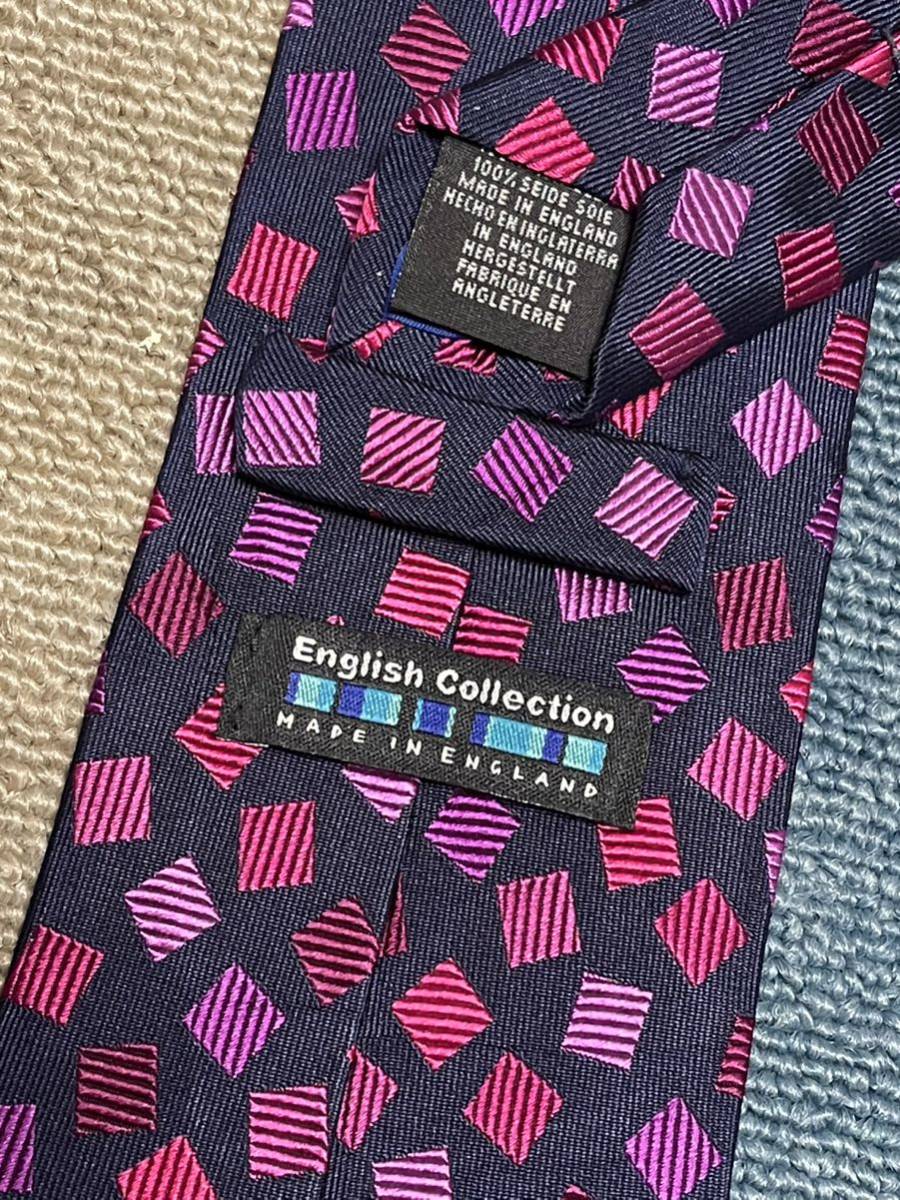 100% SEIDE SOIE
MADE IN ENGLAND
HECHO EN INGLATERRA
IN ENGLAND
HERGESTELLT
FABRIQUE EN
ANGLETERRE
English Collection
MADE IN ENGLAND